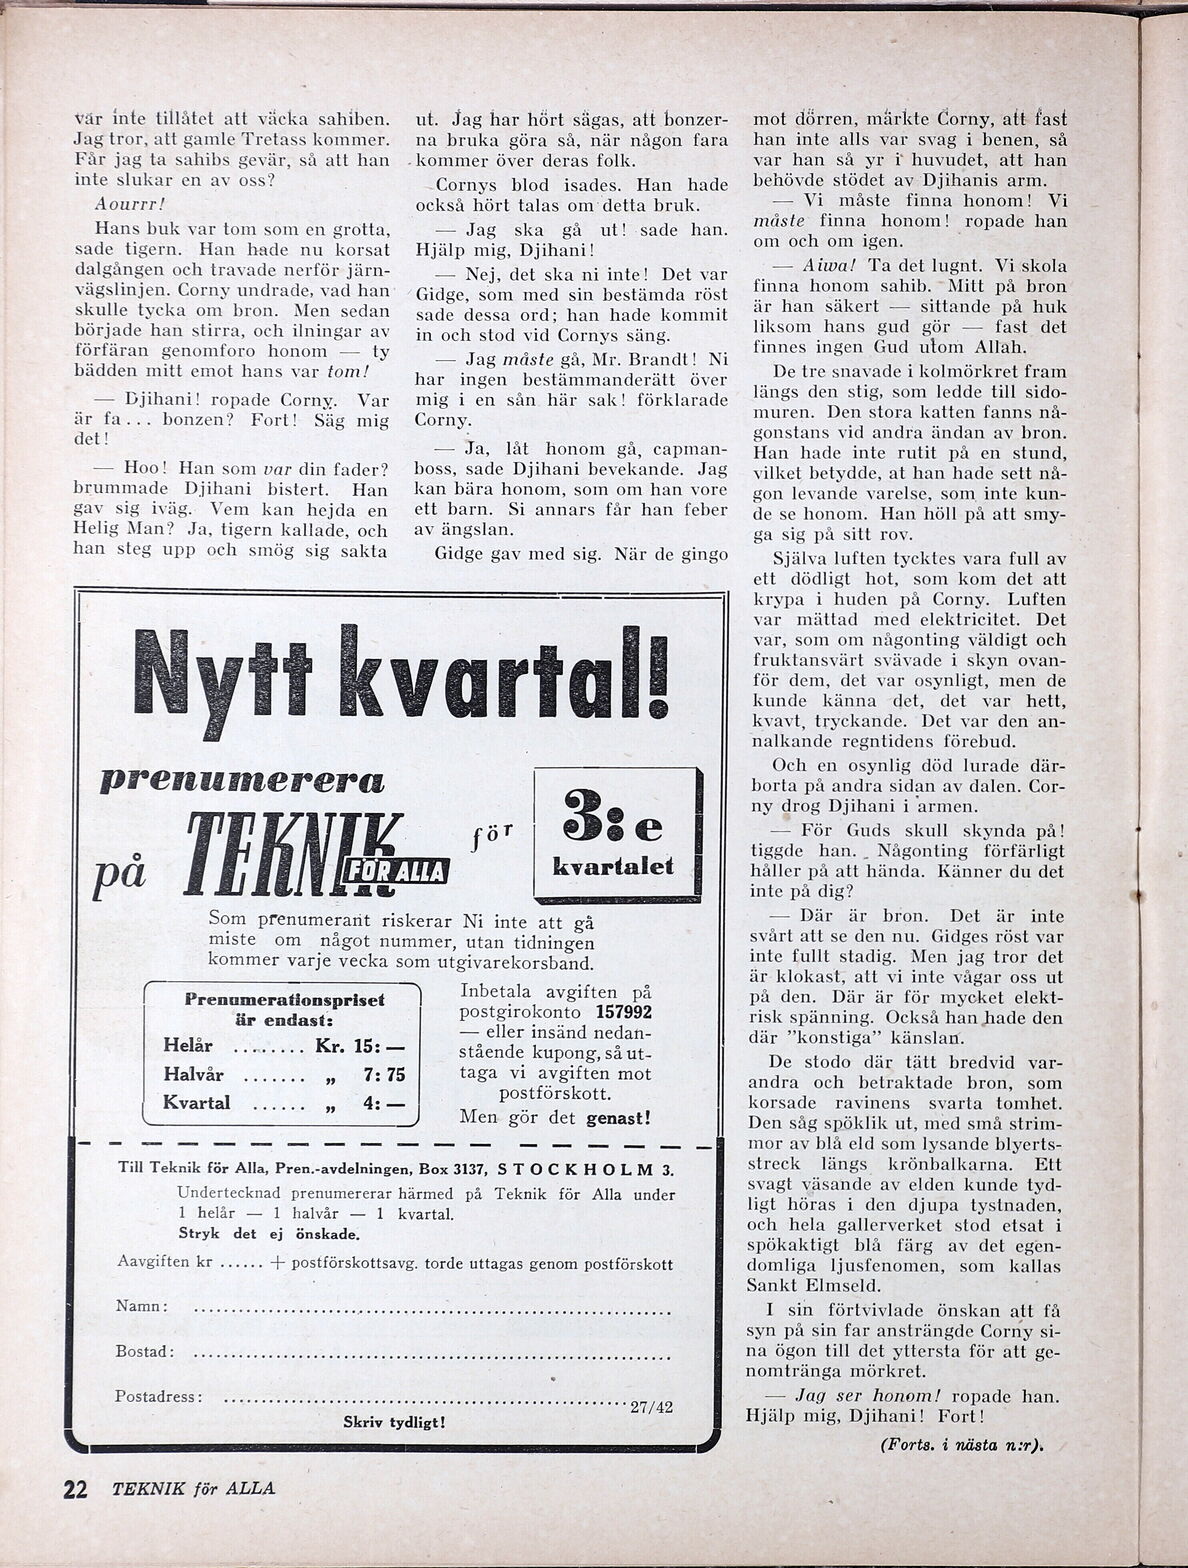 var inte tillåtet att väcka sahiben.
Jag tror, att gamle Tretass kommer.
Får jag ta sahibs gevär, så att han
inte slukar en av oss?
Aourrr!
Hans buk var tom som en grotta,
sade tigern. Han hade nu korsat
dalgången och travade nerför järn-
vägslinjen. Corny undrade, vad han
skulle tycka om bron. Men sedan
började han stirra, och ilningar av
förfäran genomforo honom — ty
bädden mitt emot hans var tom!
— Djihani! ropade Corny. Var
är fa... bonzen? Fort! Säg mig
det!
— Hoo! Han som var din fader?
brummade Djihani bistert. Han
gav sig iväg. Vem kan hejda en
Helig Man? Ja, tigern kallade, och
han steg upp och smög sig sakta
ut. Jag har hört sägas, att bonzer-
na bruka göra så, när någon fara
kommer över deras folk.
Cornys blod isades. Han hade
också hört talas om detta bruk.
— Jag ska gå ut! sade han.
Hjälp mig, Djihani!
— Nej, det ska ni inte! Det var
Gidge, som med sin bestämda röst
sade dessa ord; han hade kommit
in och stod vid Cornys säng.
— Jag måste gå, Mr. Brandt! Ni
har ingen bestämmanderätt över
mig i en sån här sak! förklarade
Corny.
— Ja, låt honom gå, capman-
boss, sade Djihani bevekande. Jag
kan bära honom, som om han vore
ett barn. Si annars får han feber
av ängslan.
Gidge gav med sig. När de gingo
mot dörren, märkte Corny, att fast
han inte alls var svag i benen, så
var han så yr i huvudet, att han
behövde stödet av Djihanis arm.
— Vi måste finna honom! Vi
måste finna honom! ropade han
om och om igen.
— Aiwa! Ta det lugnt. Vi skola
finna honom sahib. Mitt på bron
är han säkert — sittande på huk
liksom hans gud gör — fast det
finnes ingen Gud utom Allah.
De tre snavade i kolmörkret fram
längs den stig, som ledde till sido-
muren. Den stora katten fanns nå-
gonstans vid andra ändan av bron.
Han hade inte rutit på en stund,
vilket betydde, at han hade sett nå-
gon levande varelse, som inte kun-
de se honom. Han höll på att smy-
ga sig på sitt rov.
Själva luften tycktes vara full av
ett dödligt hot, som kom det att
krypa i huden på Corny. Luften
var mättad med elektricitet. Det
var, som om någonting väldigt och
fruktansvärt svävade i skyn ovan-
för dem, det var osynligt, men de
kunde känna det, det var hett,
kvavt, tryckande. Det var den an-
nalkande regntidens förebud.
Och en osynlig död lurade där-
borta på andra sidan av dalen. Cor-
ny drog Djihani i armen.
— För Guds skull skynda på!
tiggde han. Någonting förfärligt
håller på att hända. Känner du det
inte på dig?
— Där är bron. Det är inte
svårt att se den nu. Gidges röst var
inte fullt stadig. Men jag tror det
är klokast, att vi inte vågar oss ut
på den. Där är för mycket elekt-
risk spänning. Också han hade den
där ”konstiga” känslan.
De stodo där tätt bredvid var-
andra och betraktade bron, som
korsade ravinens svarta tomhet.
Den såg spöklik ut, med små strim-
mor av blå eld som lysande blyerts-
streck längs krönbalkarna. Ett
svagt väsande av elden kunde tyd-
ligt höras i den djupa tystnaden,
och hela gallerverket stod etsat i
spökaktigt blå färg av det egen-
domliga ljusfenomen, som kallas
Sankt Elmseld.
I sin förtvivlade önskan att få
syn på sin far ansträngde Corny si-
na ögon till det yttersta för att ge-
nomtränga mörkret.
— Jag ser honom! ropade han.
Hjälp mig, Djihani! Fort!
(Forts. i nästa n:r).
Nytt kvartal!
prenumerera
på TEKNIK FÖR ALLA för
3:e
kvartalet
Som prenumerant riskerar Ni inte att gå
miste om något nummer, utan tidningen
kommer varje vecka som utgivarekorsband.
Prenumerationspriset
är endast:
Helår ........ Kr. 15: —
Halvår ....... „ 7: 75
Kvartal ...... „ 4: —
Inbetala avgiften på
postgirokonto 157992
— eller insänd nedan-
stående kupong, så ut-
taga vi avgiften mot
postförskott.
Men gör det genast!
Till Teknik för Alla, Pren.-avdelningen, Box 3137, STOCKHOLM 3.
Undertecknad prenumererar härmed på Teknik för Alla under
1 helår — 1 halvår — 1 kvartal.
Stryk det ej önskade.
Aavgiften kr ...... + postförskottsavg. torde uttagas genom postförskott
Namn: ..............................
Bostad: ..............................
Postadress: ..............................
27/42
Skriv tydligt!
22 TEKNIK för ALLA